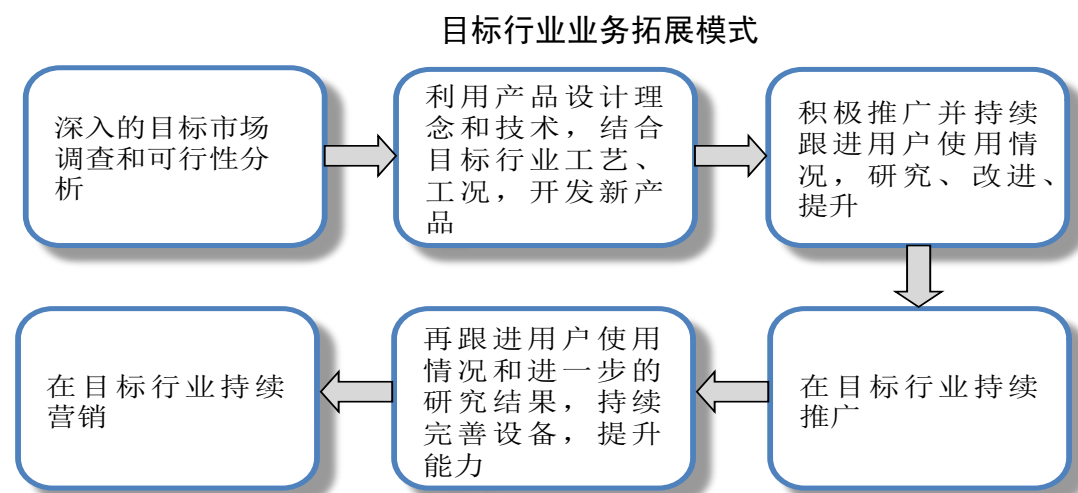 目标行业业务拓展模式
深入的目标市场
调查和可行性分
析
利用产品设计理
念和技术，结合
目标行业工艺、
工况，开发新产
品
积极推广并持续
跟进用户使用情
况，研究、改进、
提升
在目标行业持续
推广
再跟进用户使用
情况和进一步的
研究结果，持续
完善设备，提升
能力
在目标行业持续
营销